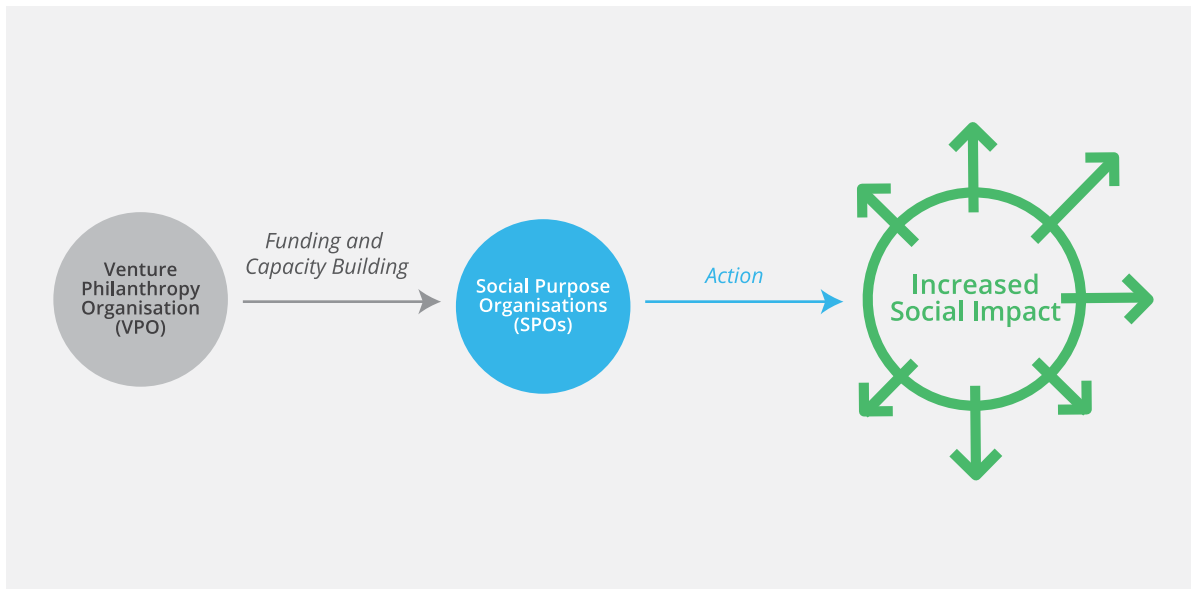 Venture
Philanthropy
Organisation
(VPO)
Funding and
Capacity Building
Social Purpose
Organisations
(SPOs)
Action
Increased
Social Impact